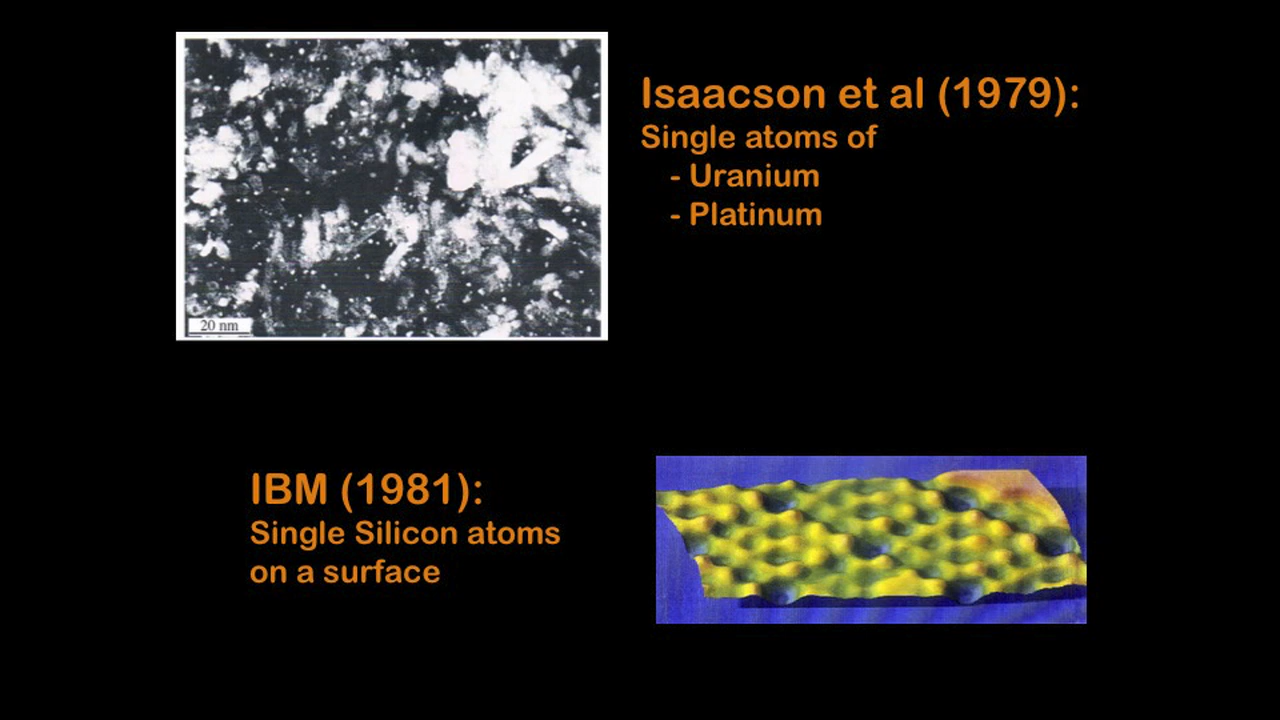 Isaacson et al (1979):
Single atoms of
- Uranium
- Platinum
20 nm
IBM (1981):
Single Silicon atoms
on a surface